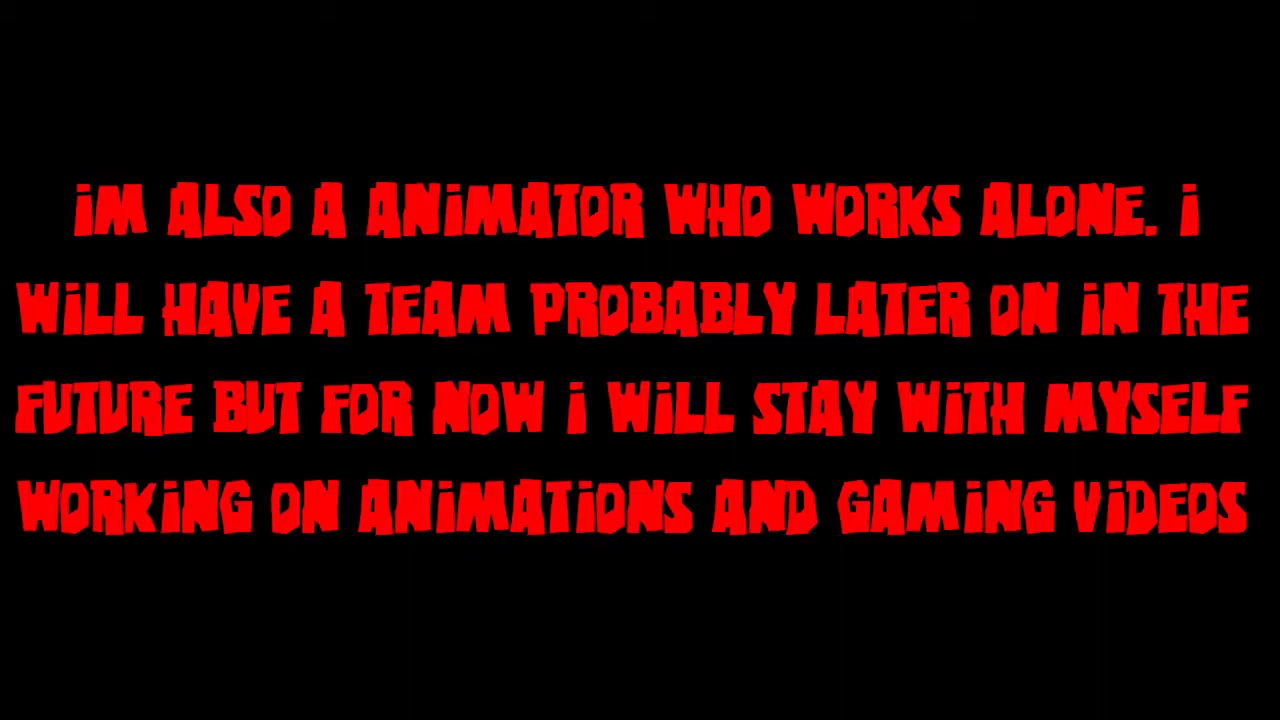 iM ALSO A ANiMATOR WHO WORKS ALONE. i
WiLL HAVE A TEAM PROBABLY LATER ON iN THE
FUTURE BUT FOR NOW i WiLL STAY WiTH MYSELF
WORKiNG ON ANiMATiONS AND GAMiNG ViDEOS